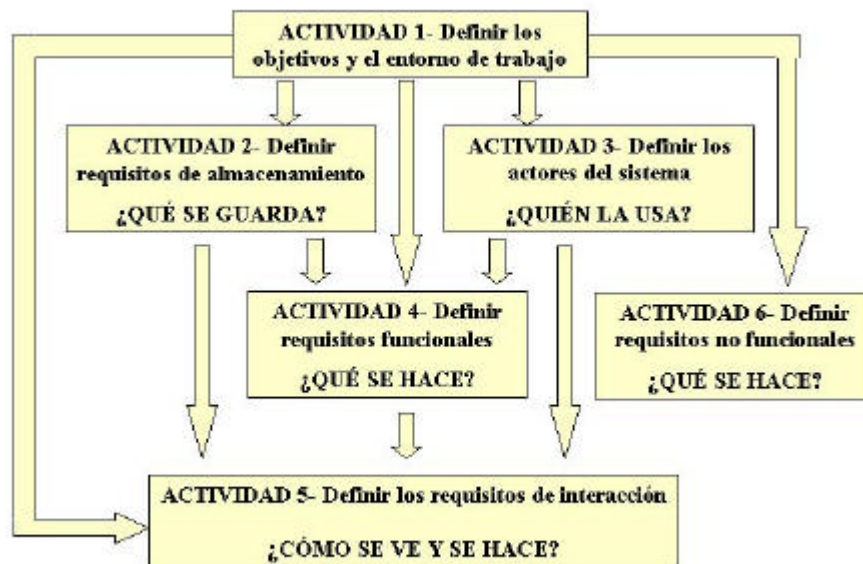 ACTIVIDAD 1- Definir los
objetivos y el entorno de trabajo
ACTIVIDAD 2- Definir
requisitos de almacenamiento
¿QUÉ SE GUARDA?
ACTIVIDAD 3- Definir los
actores del sistema
¿QUIÉN LA USA?
ACTIVIDAD 4- Definir
requisitos funcionales
¿QUÉ SE HACE?
ACTIVIDAD 6- Definir
requisitos no funcionales
¿QUÉ SE HACE?
ACTIVIDAD 5- Definir los requisitos de interacción
¿CÓMO SE VE Y SE HACE?